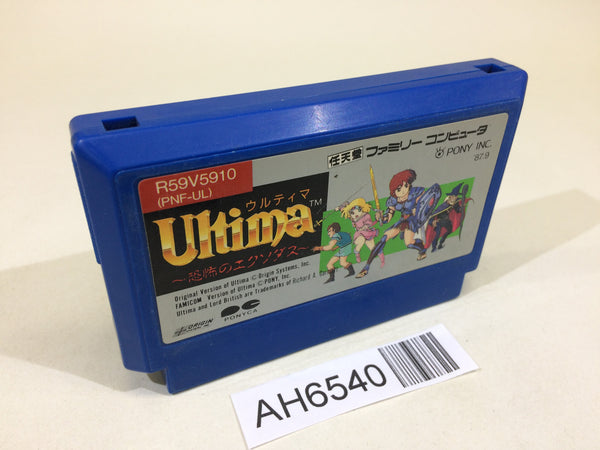 任天堂 ファミリー コンピュータ
© PONY INC.
'87.9
R59V5910
(PNF-UL)
ウルティマ
Ultima™
～恐怖のエクソダス～
Original Version of Ultima © Origin Systems, Inc.
FAMICOM Version of Ultima © PONY, Inc.
Ultima and Lord British are Trademarks of Richard A.
ORIGIN
PONYCA
AH6540